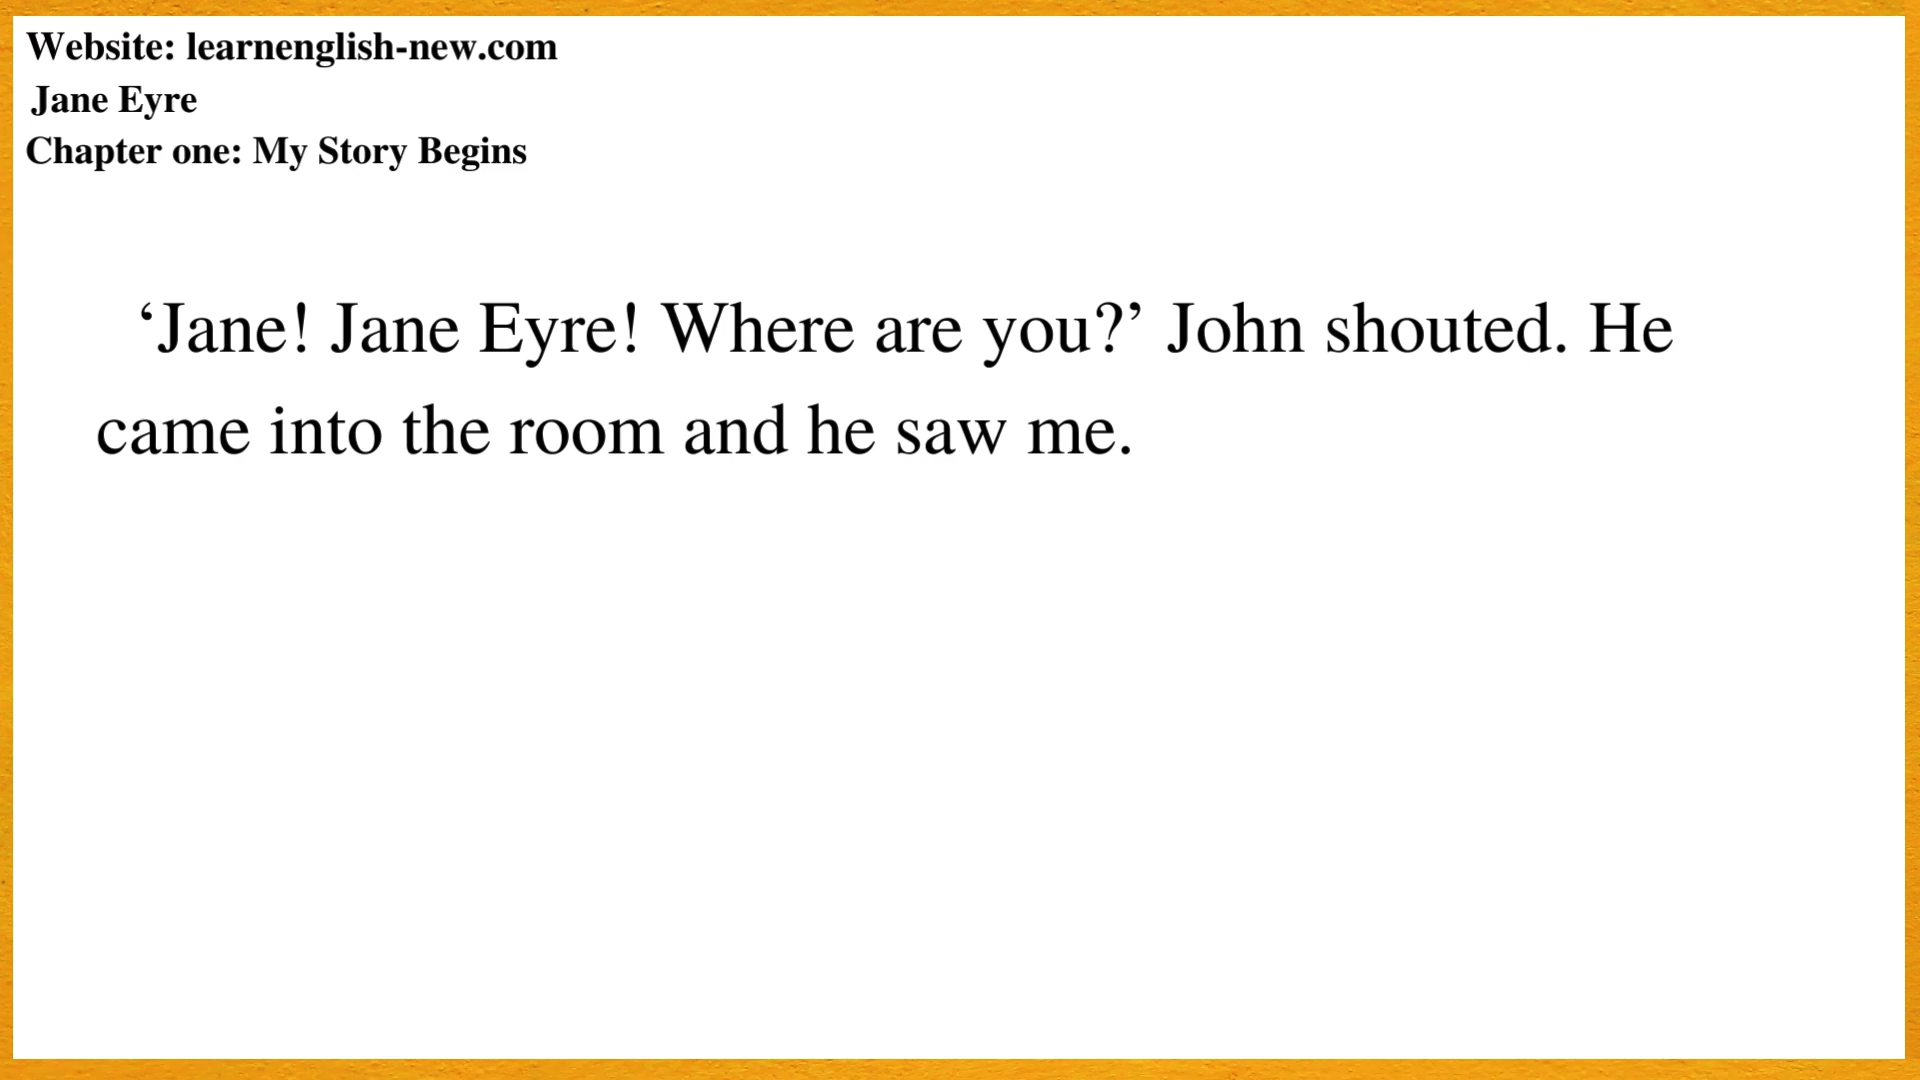 Website: learnenglish-new.com
Jane Eyre
Chapter one: My Story Begins
‘Jane! Jane Eyre! Where are you?’ John shouted. He
came into the room and he saw me.